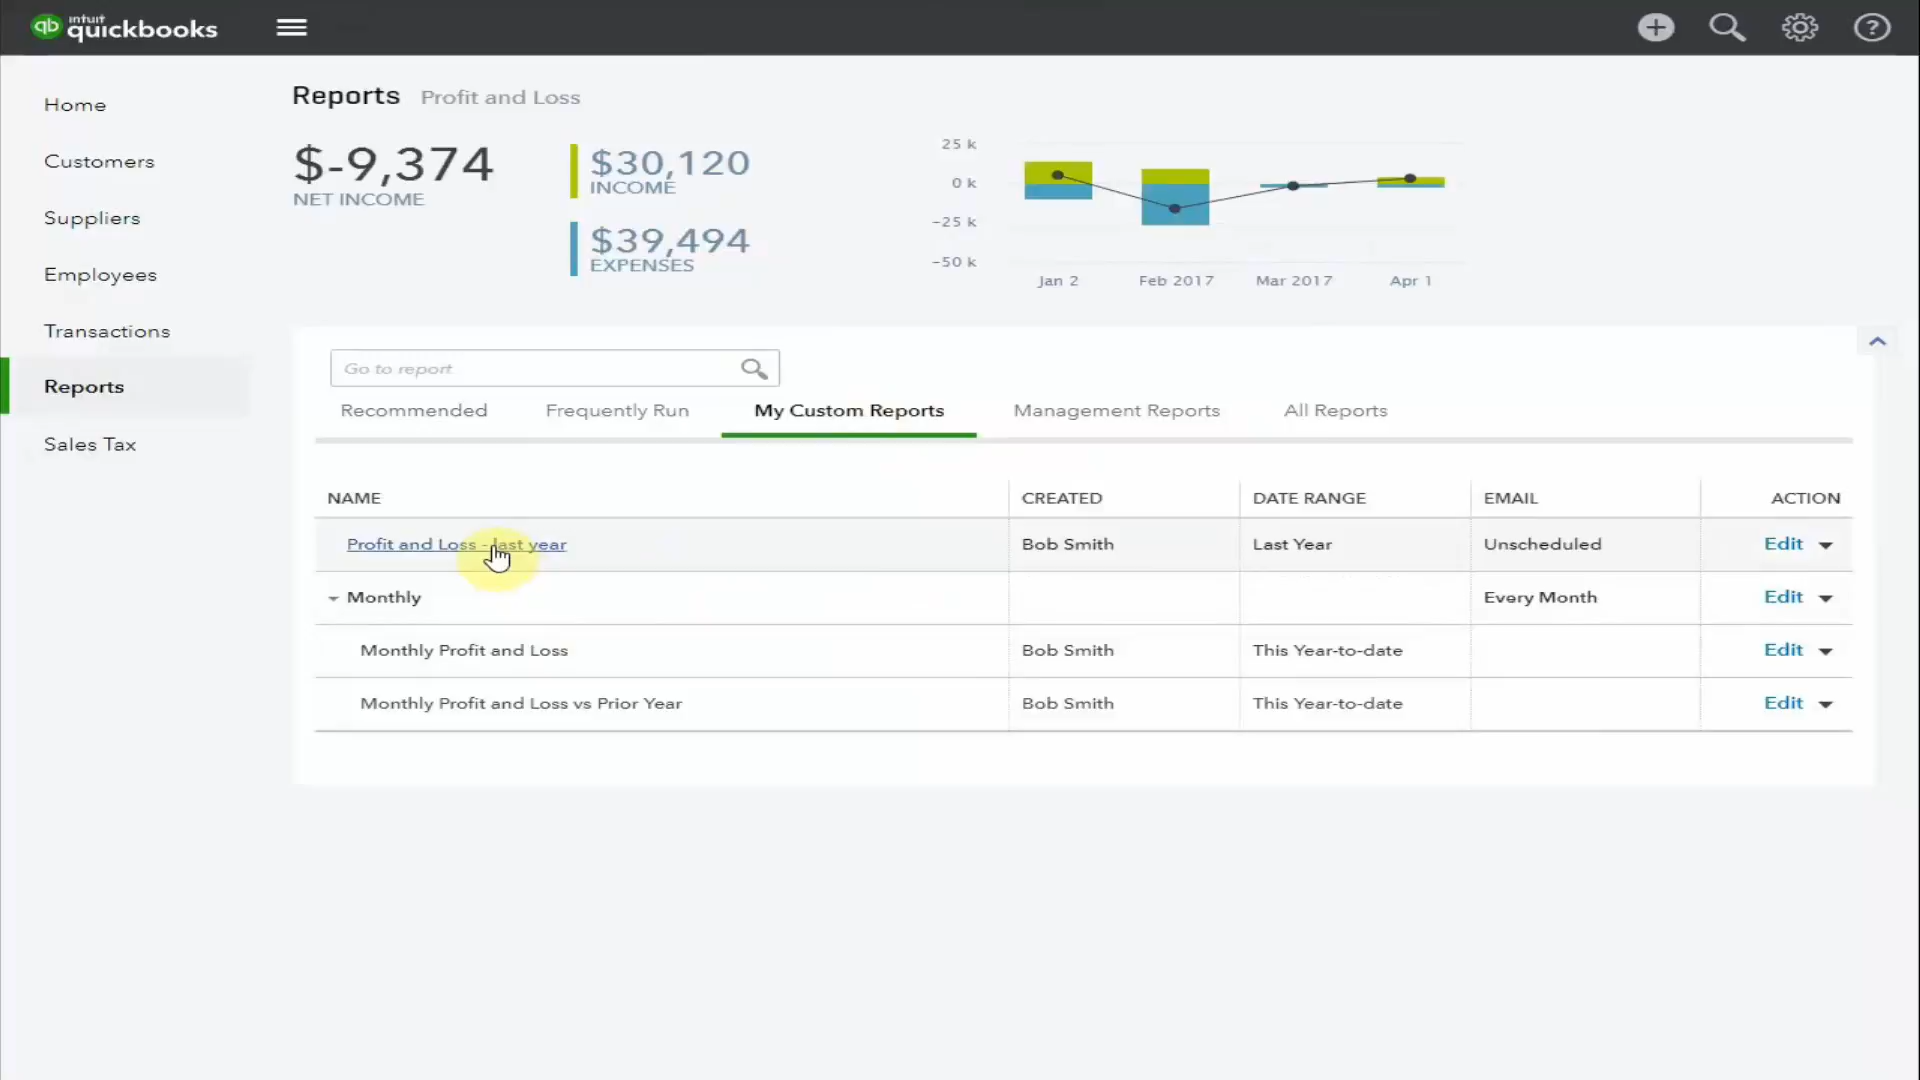 intuit
qb quickbooks
Home
Customers
Suppliers
Employees
Transactions
Reports
Sales Tax
Reports Profit and Loss
$-9,374
NET INCOME
$30,120
INCOME
$39,494
EXPENSES
25 k
0 k
-25 k
-50 k
Jan 2 Feb 2017 Mar 2017 Apr 1
Go to report
Recommended Frequently Run My Custom Reports Management Reports All Reports
NAME CREATED DATE RANGE EMAIL ACTION
Profit and Loss - last year Bob Smith Last Year Unscheduled Edit
Monthly Every Month Edit
Monthly Profit and Loss Bob Smith This Year-to-date Edit
Monthly Profit and Loss vs Prior Year Bob Smith This Year-to-date Edit